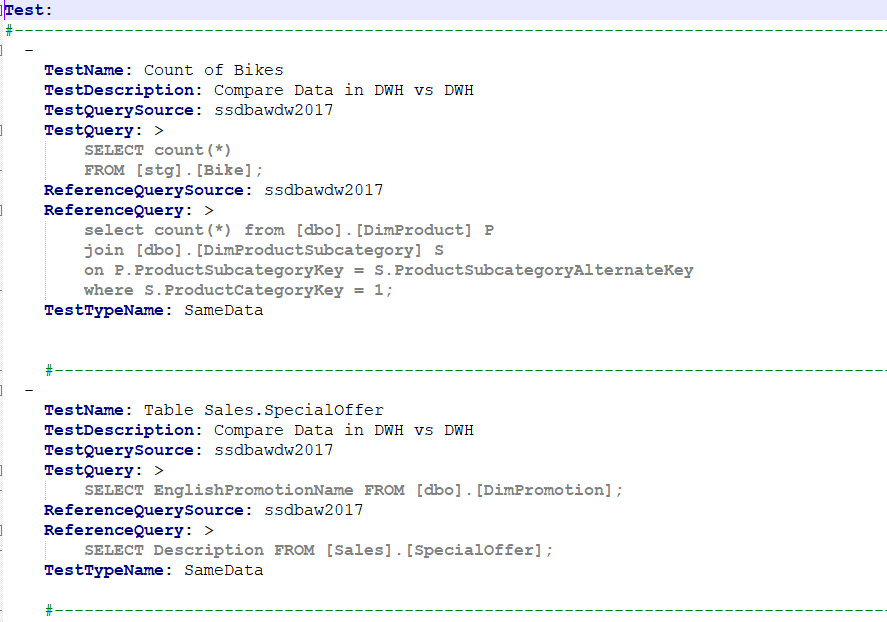 Test:
#---------------------------------------------------------------------------------------
-
TestName: Count of Bikes
TestDescription: Compare Data in DWH vs DWH
TestQuerySource: ssdbawdw2017
TestQuery: >
SELECT count(*)
FROM [stg].[Bike];
ReferenceQuerySource: ssdbawdw2017
ReferenceQuery: >
select count(*) from [dbo].[DimProduct] P
join [dbo].[DimProductSubcategory] S
on P.ProductSubcategoryKey = S.ProductSubcategoryAlternateKey
where S.ProductCategoryKey = 1;
TestTypeName: SameData
#-----------------------------------------------------------------------------------
-
TestName: Table Sales.SpecialOffer
TestDescription: Compare Data in DWH vs DWH
TestQuerySource: ssdbawdw2017
TestQuery: >
SELECT EnglishPromotionName FROM [dbo].[DimPromotion];
ReferenceQuerySource: ssdbaw2017
ReferenceQuery: >
SELECT Description FROM [Sales].[SpecialOffer];
TestTypeName: SameData
#-----------------------------------------------------------------------------------